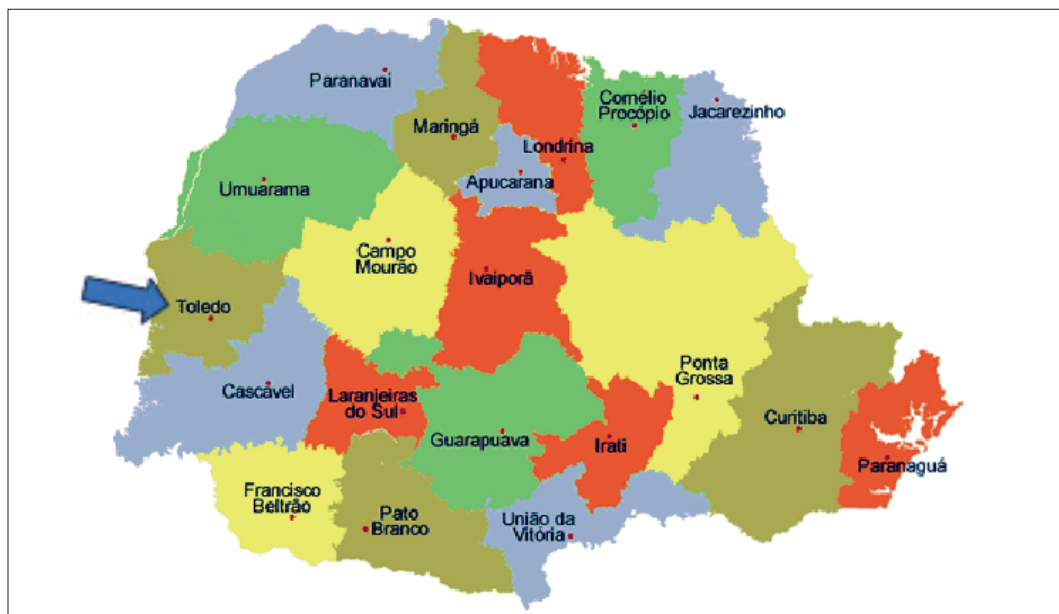 Paranavaí
Maringá
Londrina
Cornélio
Procópio
Jacarezinho
Umuarama
Apucarana
Campo
Mourão
Ivaiporã
Toledo
Cascável
Laranjeiras
do Sul
Guarapuava
Irati
Ponta
Grossa
Curitiba
Paranaguá
Francisco
Beltrão
Pato
Branco
União da
Vitória